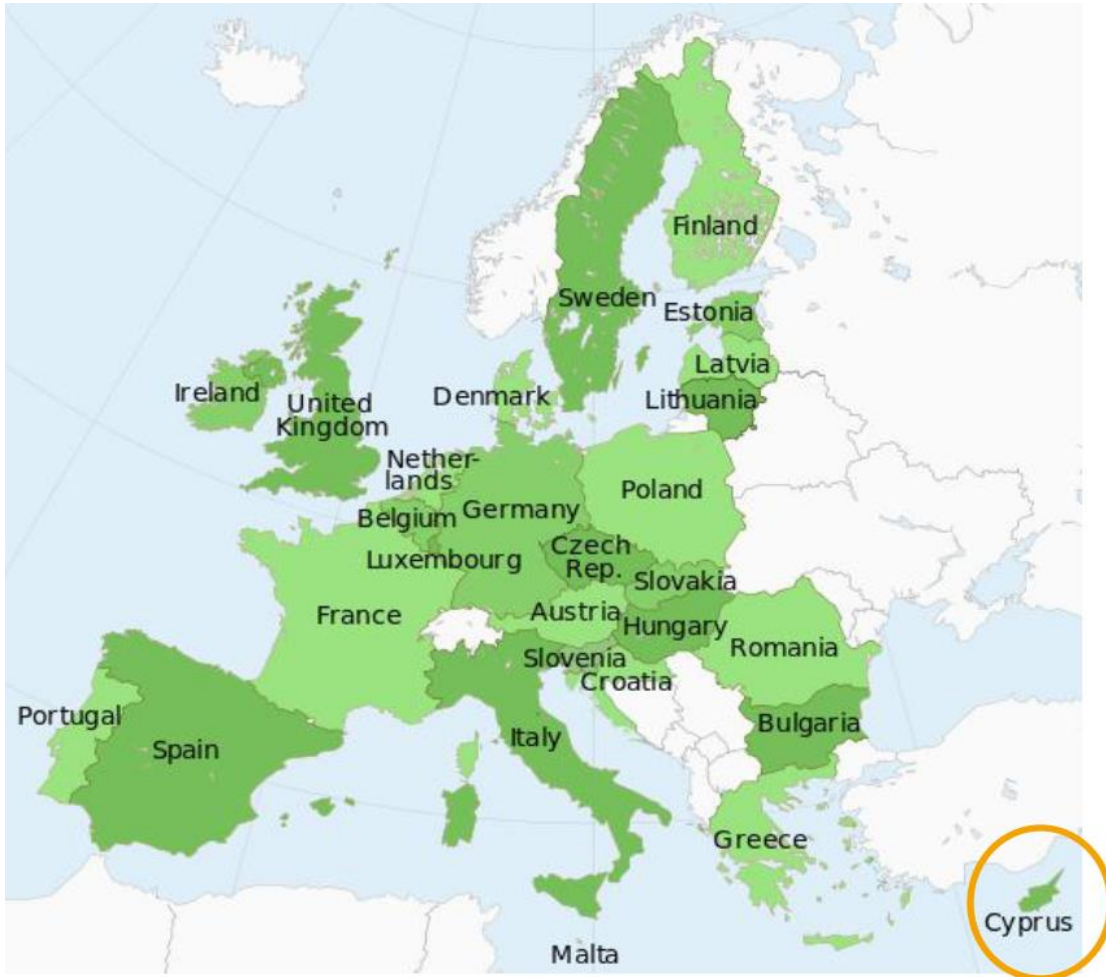 Finland
Sweden
Estonia
Latvia
Lithuania
Denmark
Ireland
United
Kingdom
Nether-
lands
Poland
Belgium
Germany
Luxembourg
Czech
Rep.
Slovakia
France
Austria
Hungary
Romania
Slovenia
Croatia
Portugal
Spain
Italy
Bulgaria
Greece
Cyprus
Malta